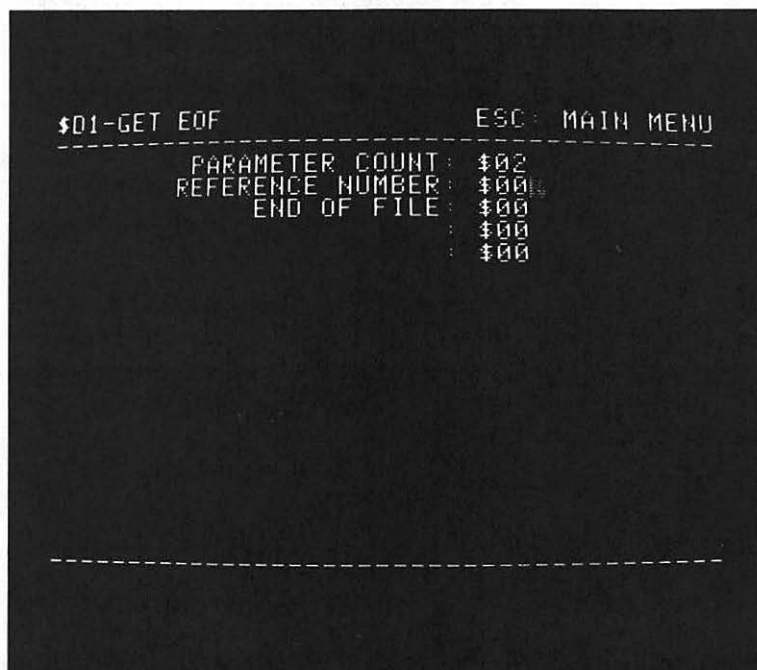 $D1-GET EOF ESC: MAIN MENU
PARAMETER COUNT: $02
REFERENCE NUMBER: $00
END OF FILE: $00
: $00
: $00